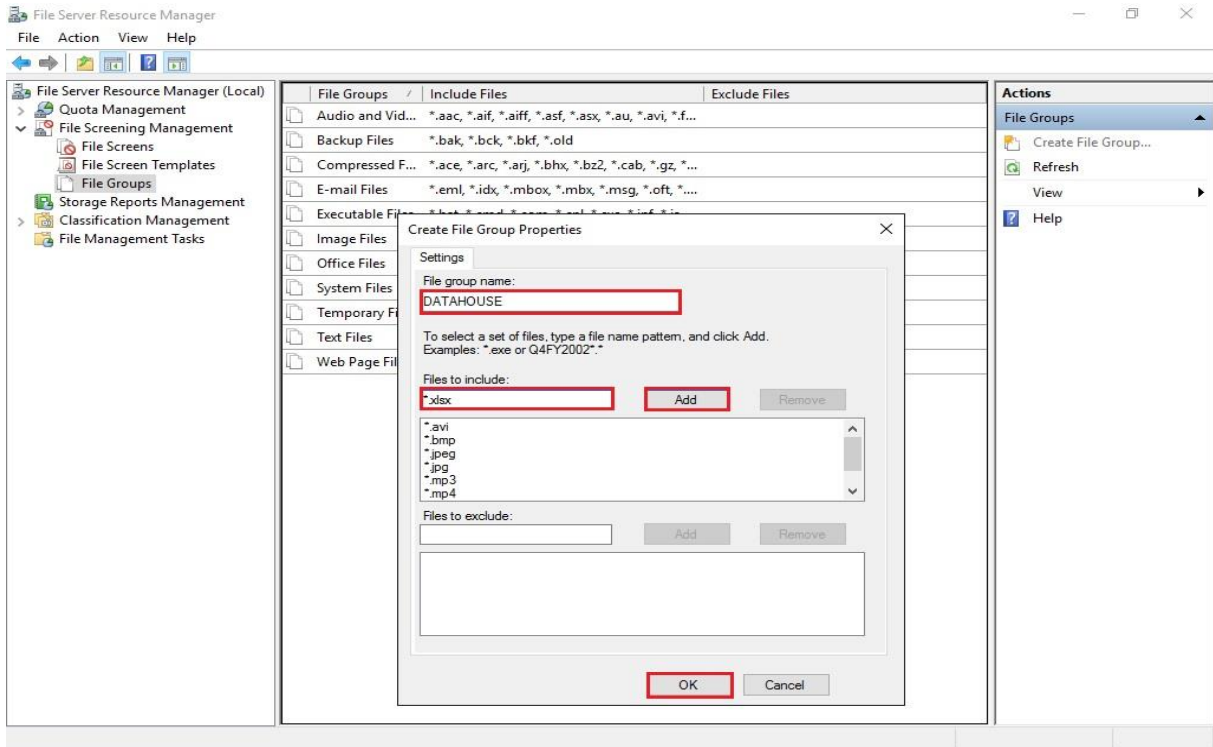 File Server Resource Manager
File Action View Help
File Server Resource Manager (Local)
Quota Management
File Screening Management
File Screens
File Screen Templates
File Groups
Storage Reports Management
Classification Management
File Management Tasks
File Groups / Include Files Exclude Files
Audio and Vid... *.aac, *.aif, *.aiff, *.asf, *.asx, *.au, *.avi, *.f...
Backup Files *.bak, *.bck, *.bkf, *.old
Compressed F... *.ace, *.arc, *.arj, *.bhx, *.bz2, *.cab, *.gz, *...
E-mail Files *.eml, *.idx, *.mbox, *.mbx, *.msg, *.oft, *....
Executable
Image Files
Office Files
System Files
Temporary Fi
Text Files
Web Page Fil
Create File Group Properties
Settings
File group name:
DATAHOUSE
To select a set of files, type a file name pattern, and click Add.
Examples: *.exe or Q4FY2002*.*
Files to include:
*.xlsx Add Remove
*.avi
*.bmp
*.jpeg
*.jpg
*.mp3
*.mp4
Files to exclude:
Add Remove
OK Cancel
Actions
File Groups
Create File Group...
Refresh
View
Help